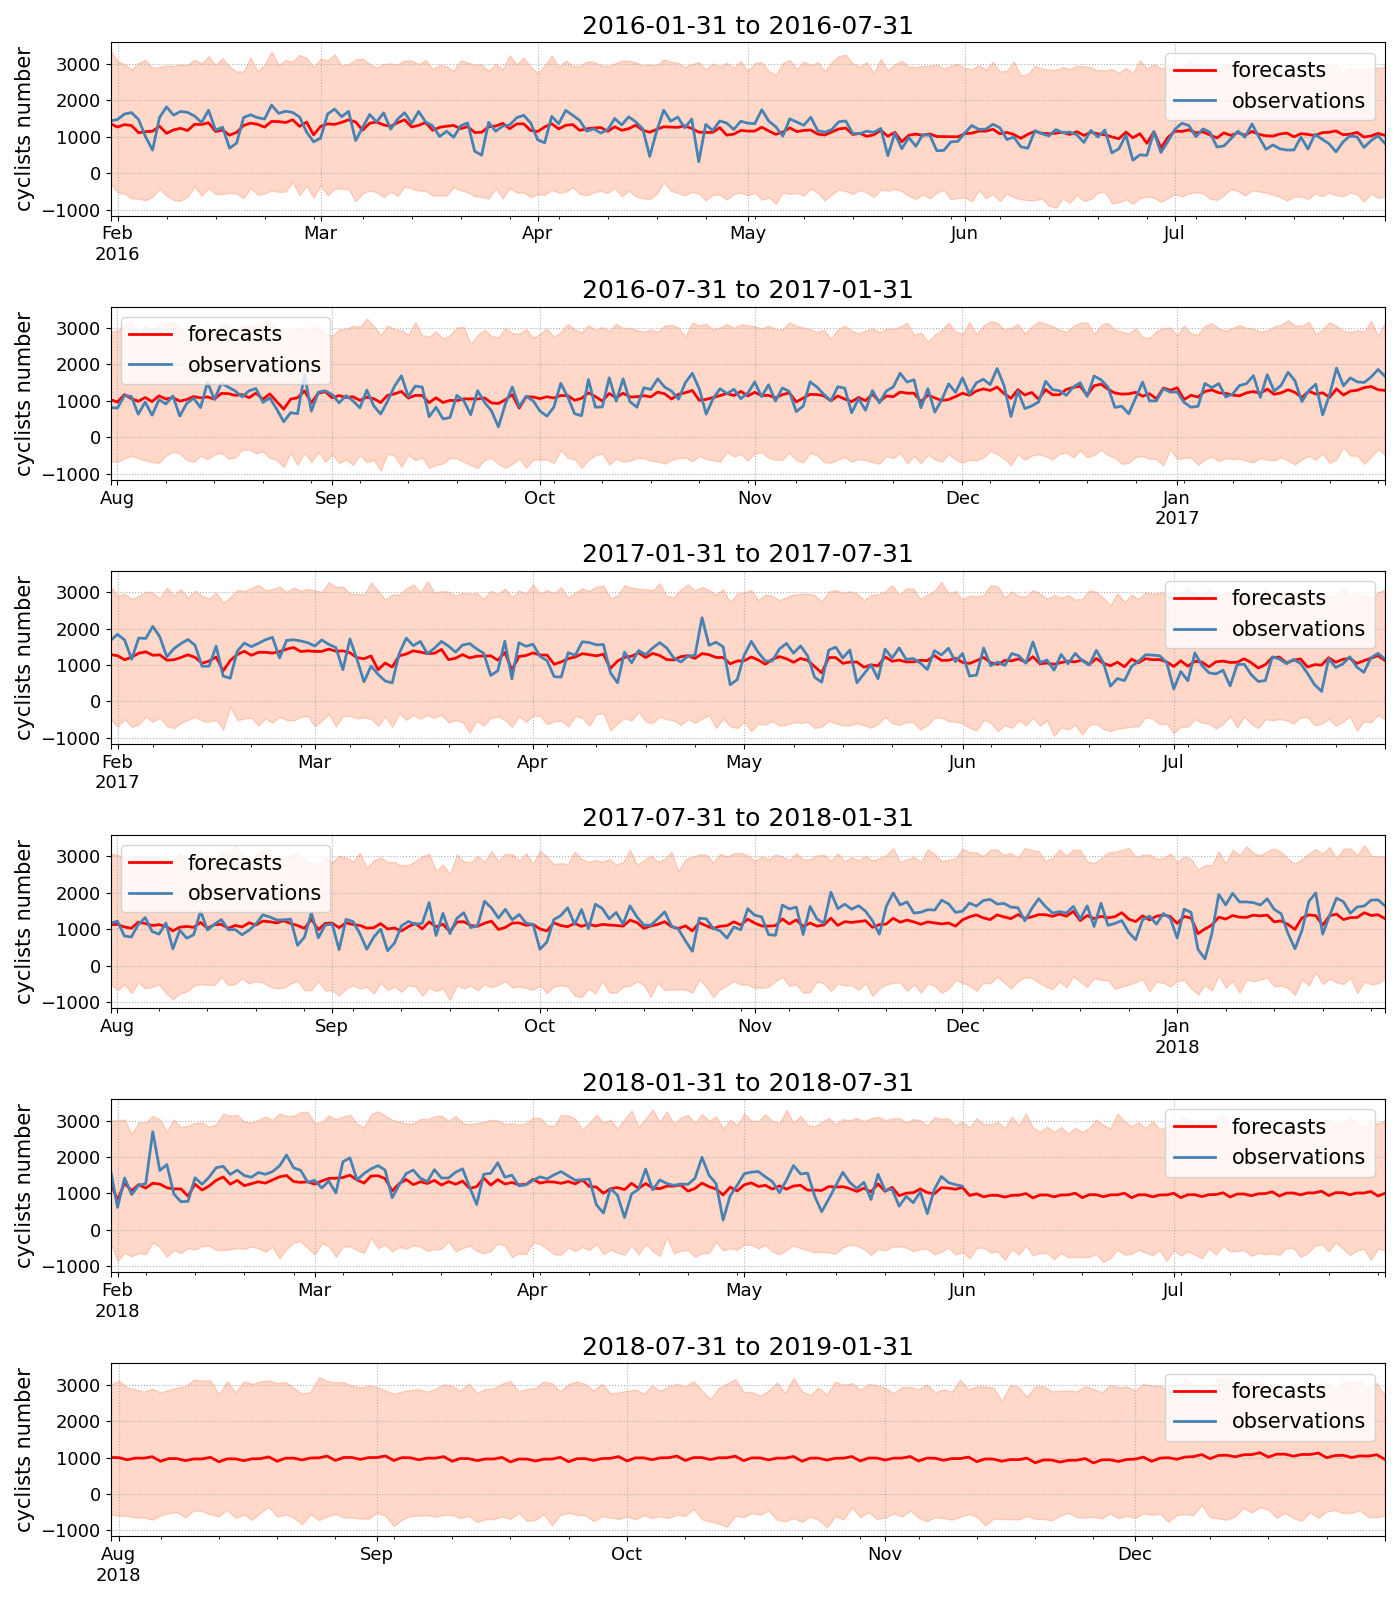 2016-01-31 to 2016-07-31
cyclists number
3000
2000
1000
0
−1000
forecasts
observations
Feb Mar Apr May Jun Jul
2016
2016-07-31 to 2017-01-31
cyclists number
3000
2000
1000
0
−1000
forecasts
observations
Aug Sep Oct Nov Dec Jan
2017
2017-01-31 to 2017-07-31
cyclists number
3000
2000
1000
0
−1000
forecasts
observations
Feb Mar Apr May Jun Jul
2017
2017-07-31 to 2018-01-31
cyclists number
3000
2000
1000
0
−1000
forecasts
observations
Aug Sep Oct Nov Dec Jan
2018
2018-01-31 to 2018-07-31
cyclists number
3000
2000
1000
0
−1000
forecasts
observations
Feb Mar Apr May Jun Jul
2018
2018-07-31 to 2019-01-31
cyclists number
3000
2000
1000
0
−1000
forecasts
observations
Aug Sep Oct Nov Dec
2018